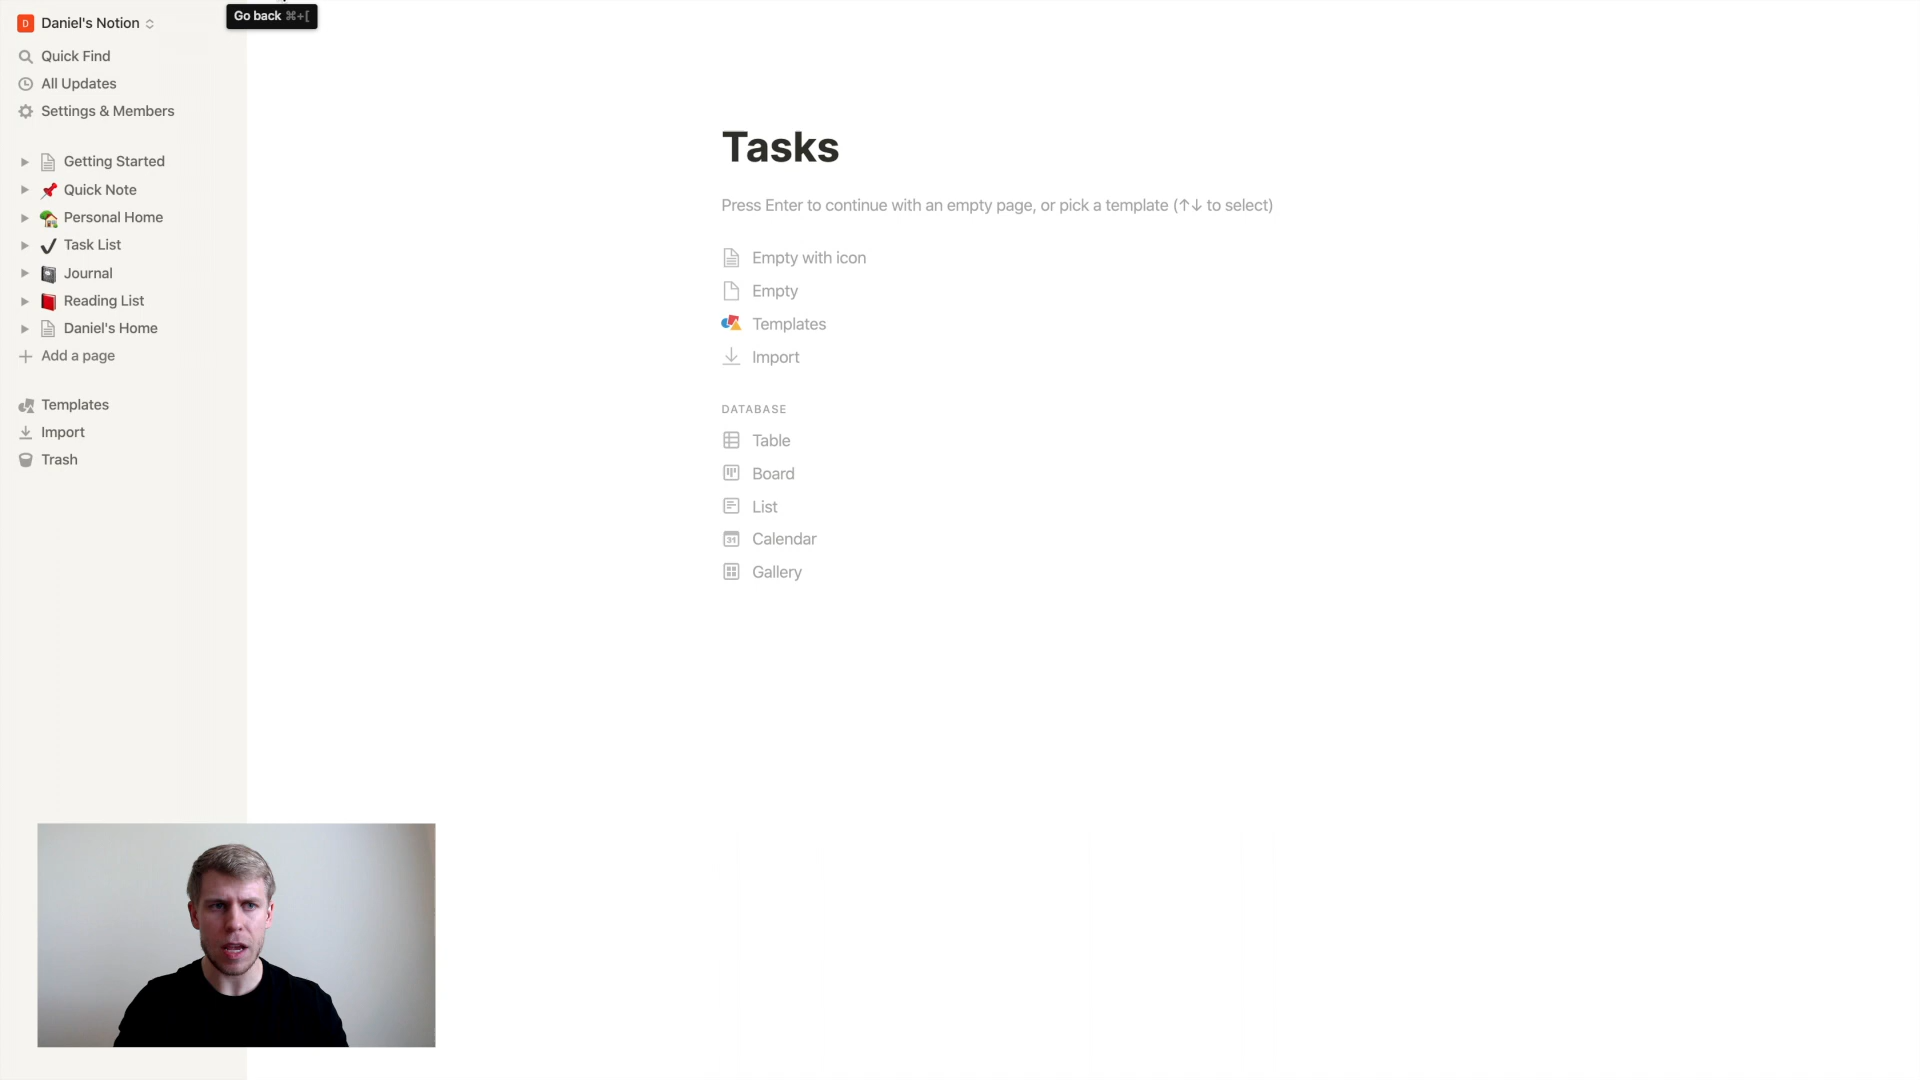 D Daniel's Notion
Go back ⌘+[
Quick Find
All Updates
Settings & Members
Getting Started
Quick Note
Personal Home
Task List
Journal
Reading List
Daniel's Home
Add a page
Templates
Import
Trash
Tasks
Press Enter to continue with an empty page, or pick a template (↑↓ to select)
Empty with icon
Empty
Templates
Import
DATABASE
Table
Board
List
31 Calendar
Gallery